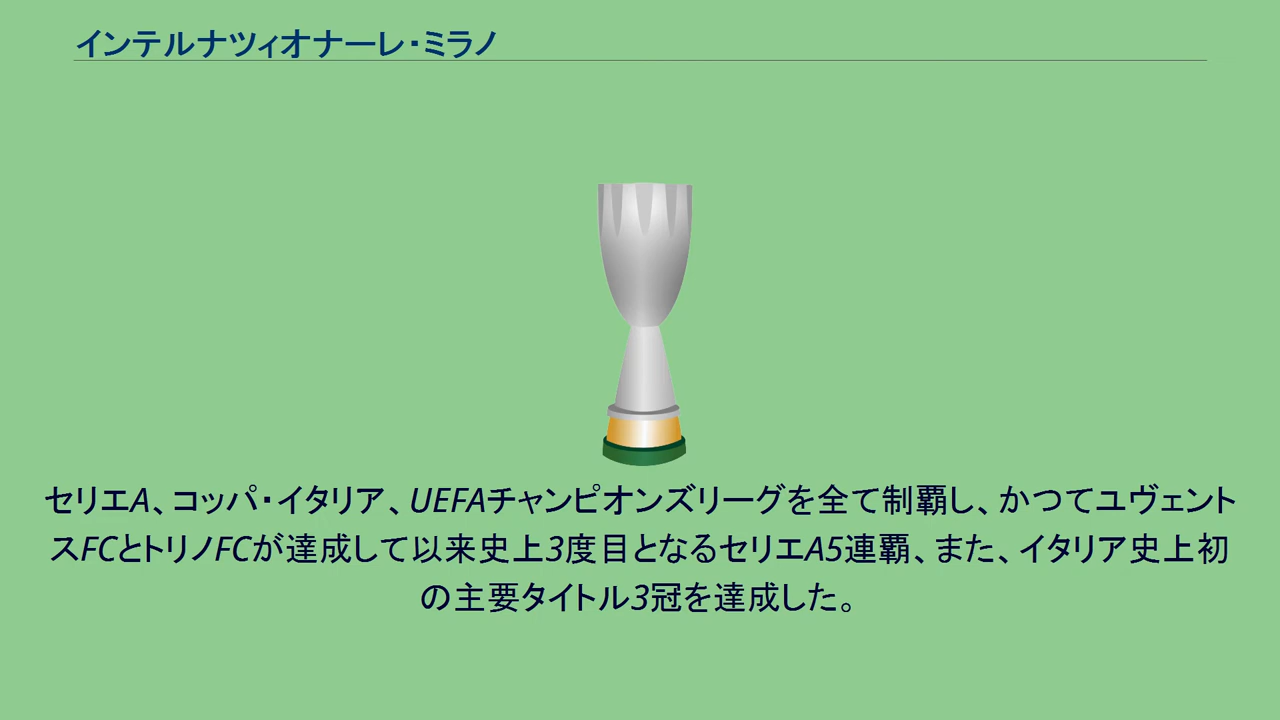 インテルナツィオナーレ・ミラノ
セリエA、コッパ・イタリア、UEFAチャンピオンズリーグを全て制覇し、かつてユヴェント
スFCとトリノFCが達成して以来史上3度目となるセリエA5連覇、また、イタリア史上初
の主要タイトル3冠を達成した。